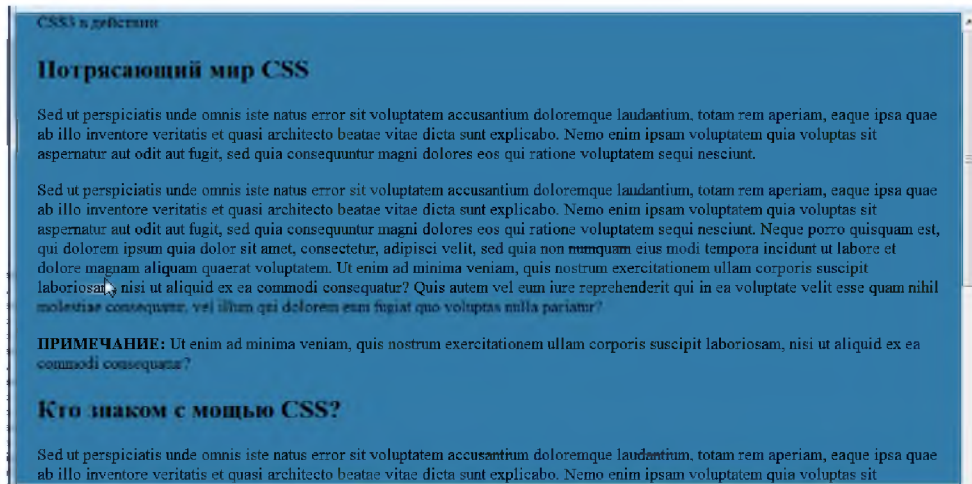 CSS3 в действии
Потрясающий мир CSS
Sed ut perspiciatis unde omnis iste natus error sit voluptatem accusantium doloremque laudantium, totam rem aperiam, eaque ipsa quae
ab illo inventore veritatis et quasi architecto beatae vitae dicta sunt explicabo. Nemo enim ipsam voluptatem quia voluptas sit
aspernatur aut odit aut fugit, sed quia consequuntur magni dolores eos qui ratione voluptatem sequi nesciunt.
Sed ut perspiciatis unde omnis iste natus error sit voluptatem accusantium doloremque laudantium, totam rem aperiam, eaque ipsa quae
ab illo inventore veritatis et quasi architecto beatae vitae dicta sunt explicabo. Nemo enim ipsam voluptatem quia voluptas sit
aspernatur aut odit aut fugit, sed quia consequuntur magni dolores eos qui ratione voluptatem sequi nesciunt. Neque porro quisquam est,
qui dolorem ipsum quia dolor sit amet, consectetur, adipisci velit, sed quia non numquam eius modi tempora incidunt ut labore et
dolore magnam aliquam quaerat voluptatem. Ut enim ad minima veniam, quis nostrum exercitationem ullam corporis suscipit
laboriosam, nisi ut aliquid ex ea commodi consequatur? Quis autem vel eum iure reprehenderit qui in ea voluptate velit esse quam nihil
molestiae consequatur, vel illum qui dolorem eum fugiat quo voluptas nulla pariatur?
ПРИМЕЧАНИЕ: Ut enim ad minima veniam, quis nostrum exercitationem ullam corporis suscipit laboriosam, nisi ut aliquid ex ea
commodi consequatur?
Кто знаком с мощью CSS?
Sed ut perspiciatis unde omnis iste natus error sit voluptatem accusantium doloremque laudantium, totam rem aperiam, eaque ipsa quae
ab illo inventore veritatis et quasi architecto beatae vitae dicta sunt explicabo. Nemo enim ipsam voluptatem quia voluptas sit